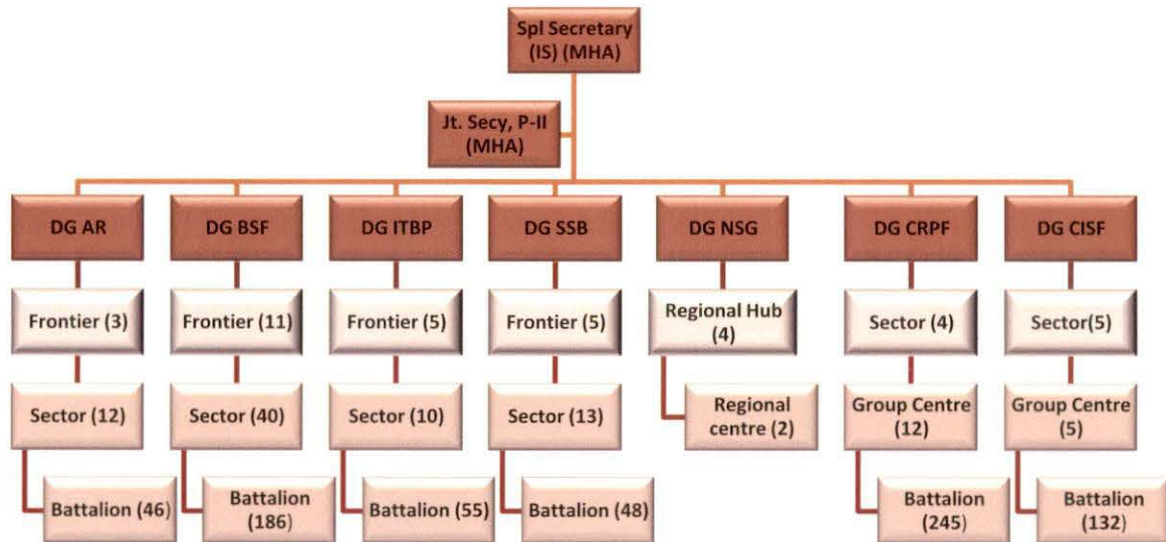 Spl Secretary
(IS) (MHA)
Jt. Secy, P-II
(MHA)
DG AR
DG BSF
DG ITBP
DG SSB
DG NSG
DG CRPF
DG CISF
Frontier (3)
Frontier (11)
Frontier (5)
Frontier (5)
Regional Hub
(4)
Sector (4)
Sector(5)
Sector (12)
Sector (40)
Sector (10)
Sector (13)
Regional
centre (2)
Group Centre
(12)
Group Centre
(5)
Battalion (46)
Battalion
(186)
Battalion (55)
Battalion (48)
Battalion
(245)
Battalion
(132)